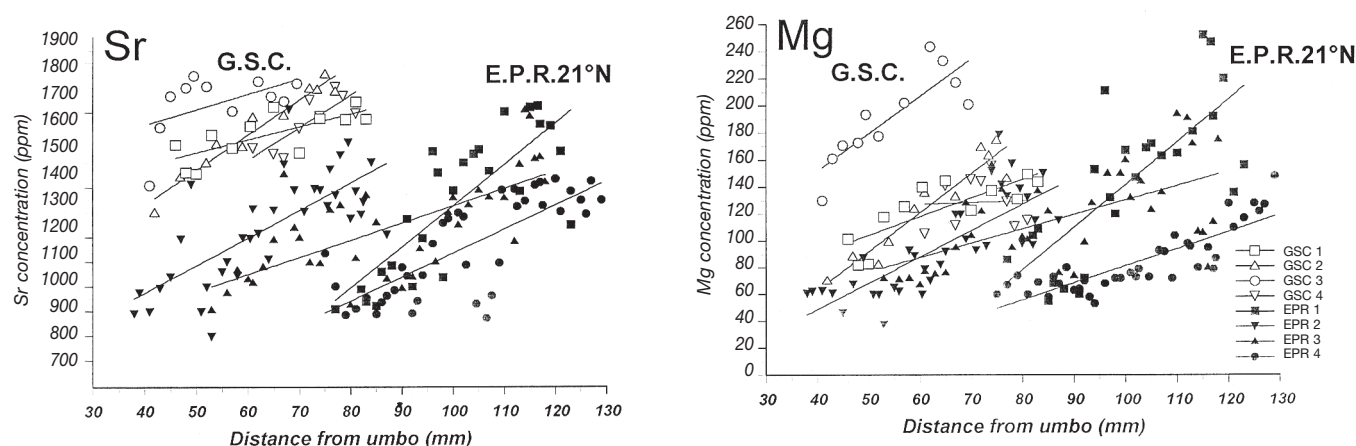 Sr
G.S.C.
E.P.R.21°N
Sr concentration (ppm)
1900
1800
1700
1600
1500
1400
1300
1200
1100
1000
900
800
700
30 40 50 60 70 80 90 100 110 120 130
Distance from umbo (mm)
Mg
G.S.C.
E.P.R.21°N
Mg concentration (ppm)
260
240
220
200
180
160
140
120
100
80
60
40
20
0
30 40 50 60 70 80 90 100 110 120 130
Distance from umbo (mm)
GSC 1
GSC 2
GSC 3
GSC 4
EPR 1
EPR 2
EPR 3
EPR 4